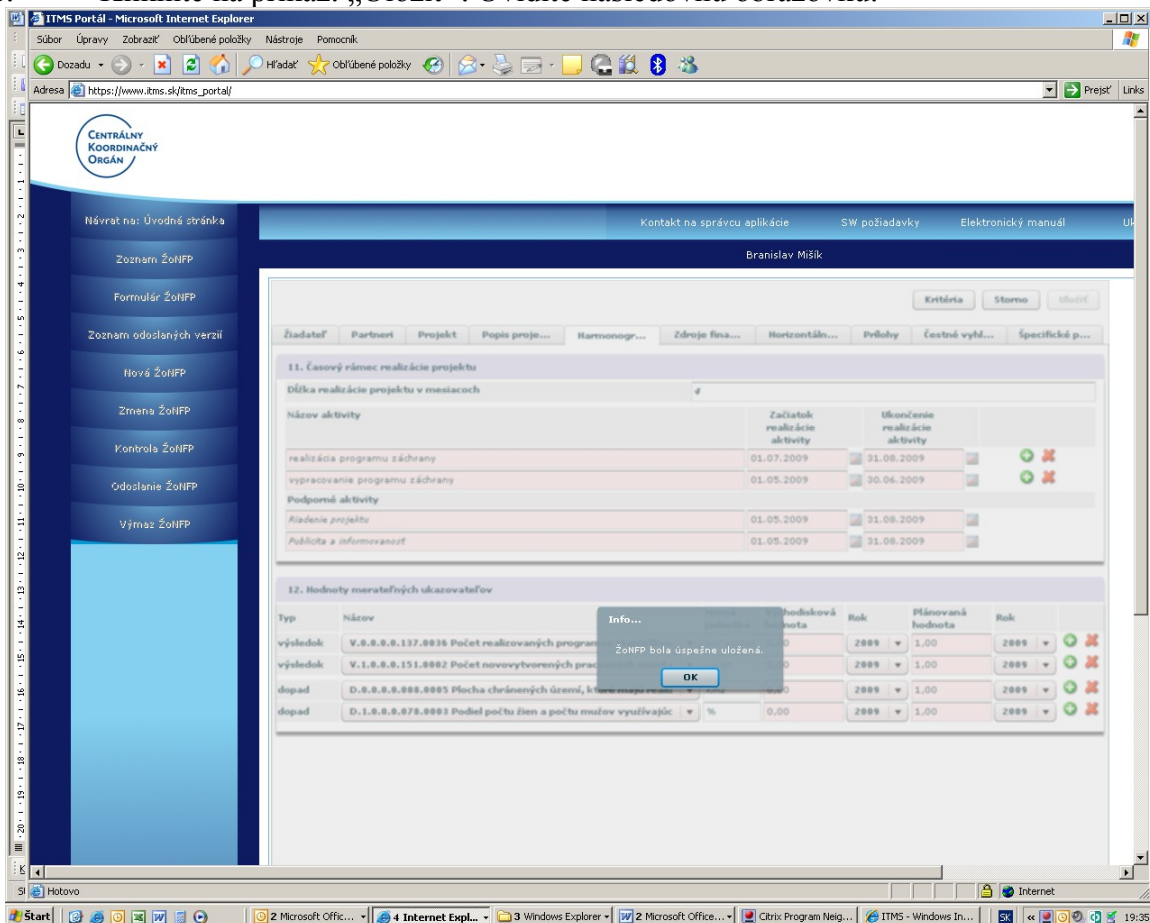 Kliknite na príkaz: „Uložiť“. Uvidíte nasledovnú obrazovku:
ITMS Portál - Microsoft Internet Explorer
Súbor Úpravy Zobraziť Obľúbené položky Nástroje Pomocník
Dozadu Hľadať Obľúbené položky
Adresa https://www.itms.sk/itms_portal/ Prejsť Links
CENTRÁLNY
KOORDINAČNÝ
ORGÁN
Návrat na: Úvodná stránka
Kontakt na správcu aplikácie SW požiadavky Elektronický manuál
Zoznam ŽoNFP
Branislav Mišík
Formulár ŽoNFP
Zoznam odoslaných verzií
Nová ŽoNFP
Zmena ŽoNFP
Kontrola ŽoNFP
Odoslanie ŽoNFP
Výmaz ŽoNFP
Kritéria Storno Uložiť
Žiadateľ Partneri Projekt Popis proje... Harmonogr... Zdroje fina... Horizontáln... Prílohy Čestné vyhl... Špecifické p...
11. Časový rámec realizácie projektu
Dĺžka realizácie projektu v mesiacoch 4
Názov aktivity Začiatok realizácie aktivity Ukončenie realizácie aktivity
realizácia programu záchrany 01.07.2009 31.08.2009
vypracovanie programu záchrany 01.05.2009 30.06.2009
Podporné aktivity
Riadenie projektu 01.05.2009 31.08.2009
Publicita a informovanosť 01.05.2009 31.08.2009
12. Hodnoty merateľných ukazovateľov
Typ Názov Rok Plánovaná hodnota Rok
výsledok V.0.0.0.0.137.0036 Počet realizovaných 2009 1,00 2009
výsledok V.1.0.0.0.151.0002 Počet novovytvorených 2009 1,00 2009
dopad D.0.0.0.0.008.0005 Plocha chránených území, 2009 1,00 2009
dopad D.1.0.0.0.078.0003 Podiel počtu žien a počtu mužov využívajúc % 0,00 2009 1,00 2009
Info...
ŽoNFP bola úspešne uložená.
OK
Hotovo Internet
Start 2 Microsoft Offic... 4 Internet Expl... 3 Windows Explorer 2 Microsoft Office... Citrix Program Neig... ITMS - Windows In... SK 19:35